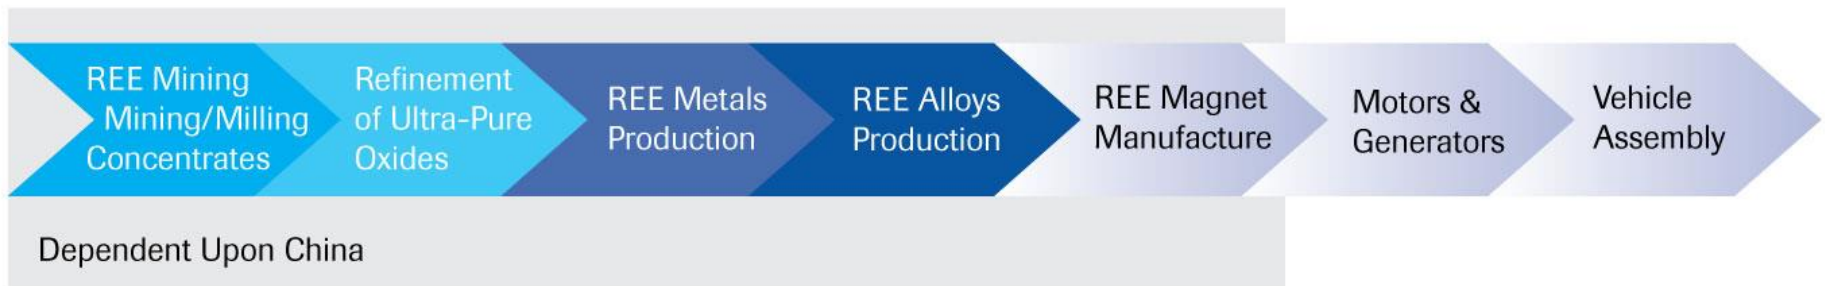 REE Mining
Mining/Milling
Concentrates
Refinement
of Ultra-Pure
Oxides
REE Metals
Production
REE Alloys
Production
REE Magnet
Manufacture
Motors &
Generators
Vehicle
Assembly
Dependent Upon China